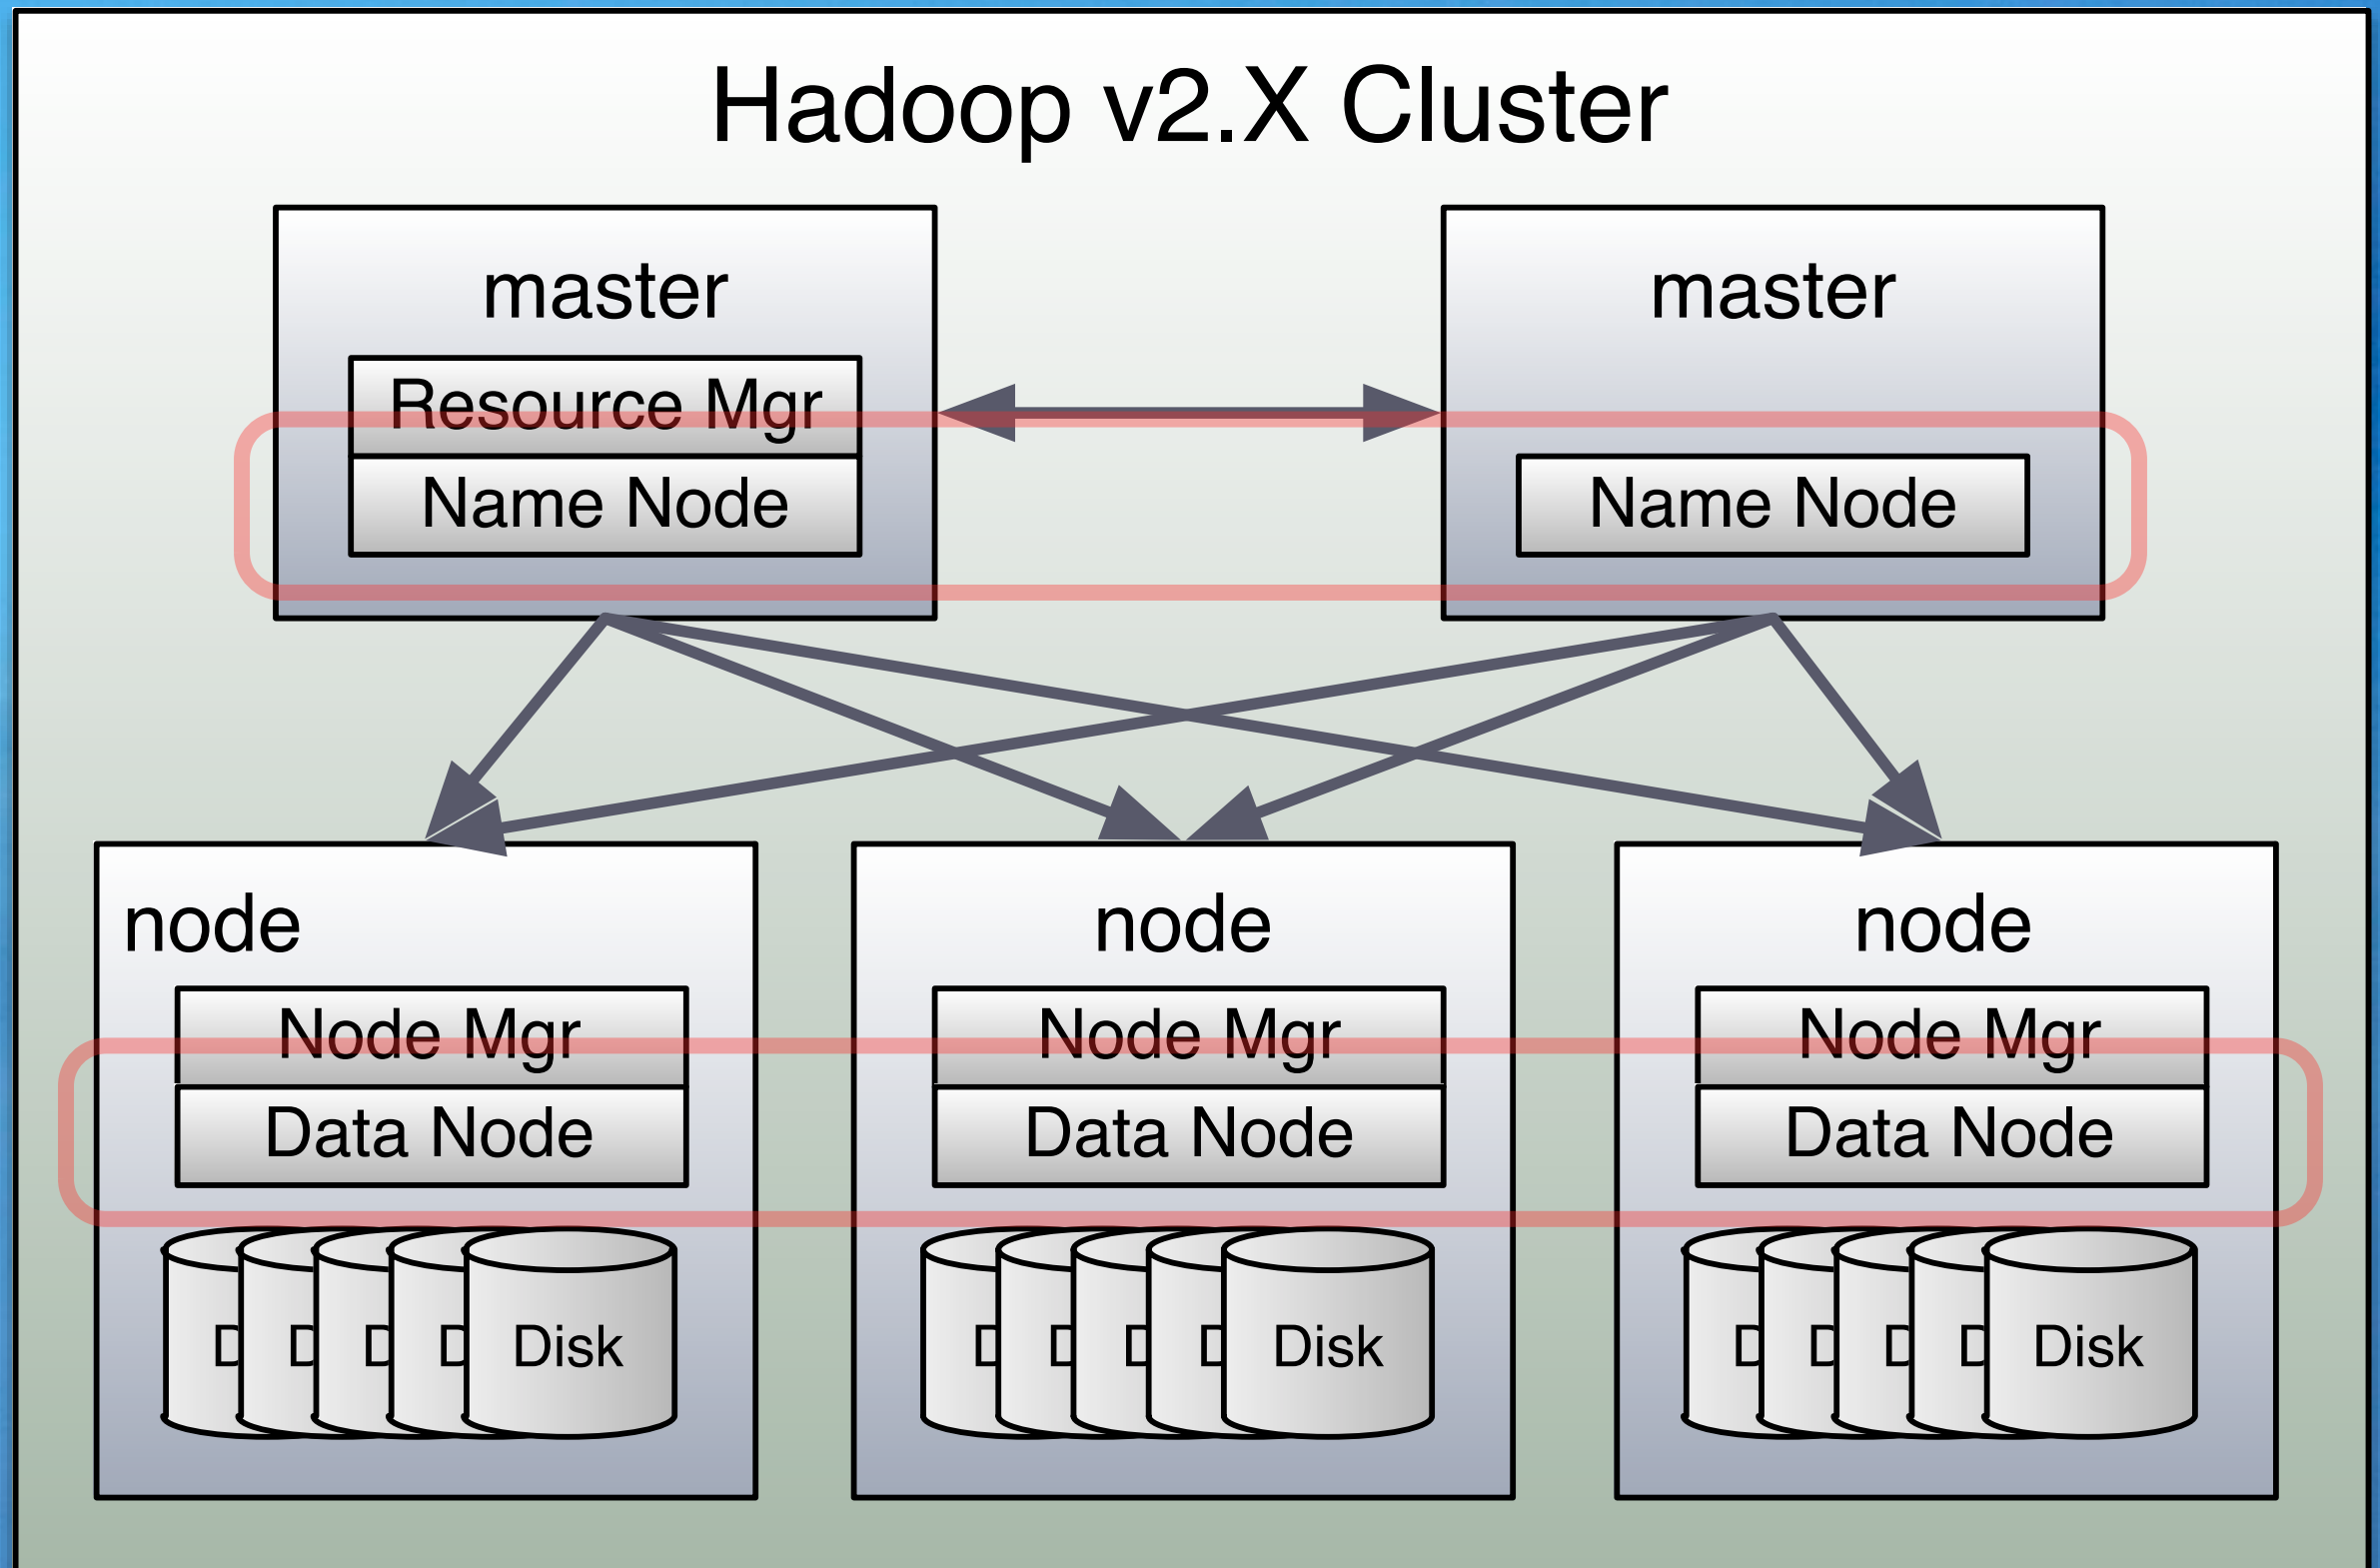 Hadoop v2.X Cluster
master
Resource Mgr
Name Node
master
Name Node
node
Node Mgr
Data Node
D D D D Disk
node
Node Mgr
Data Node
D D D D Disk
node
Node Mgr
Data Node
D D D D Disk